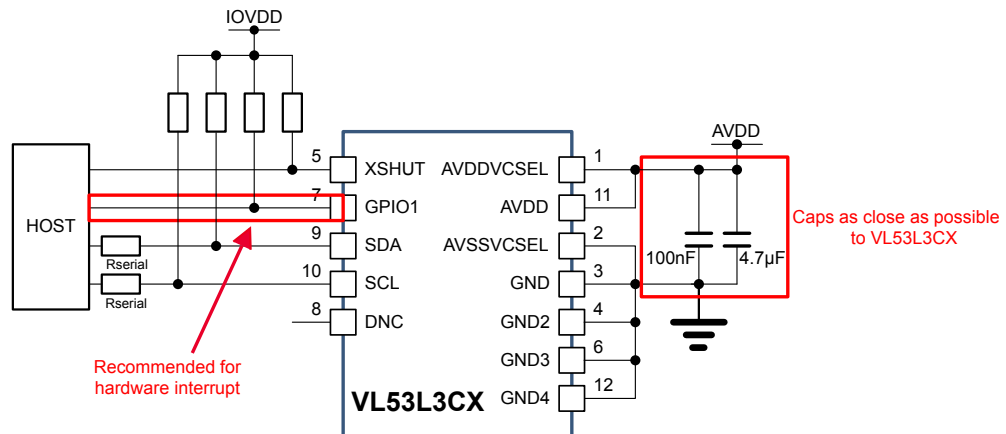 IOVDD
HOST
5
7
9
Rserial
10
Rserial
8
XSHUT
GPIO1
SDA
SCL
DNC
AVDDVCSEL
AVDD
AVSSVCSEL
GND
GND2
GND3
GND4
1
11
2
3
4
6
12
VL53L3CX
AVDD
100nF
4.7µF
Caps as close as possible
to VL53L3CX
Recommended for
hardware interrupt